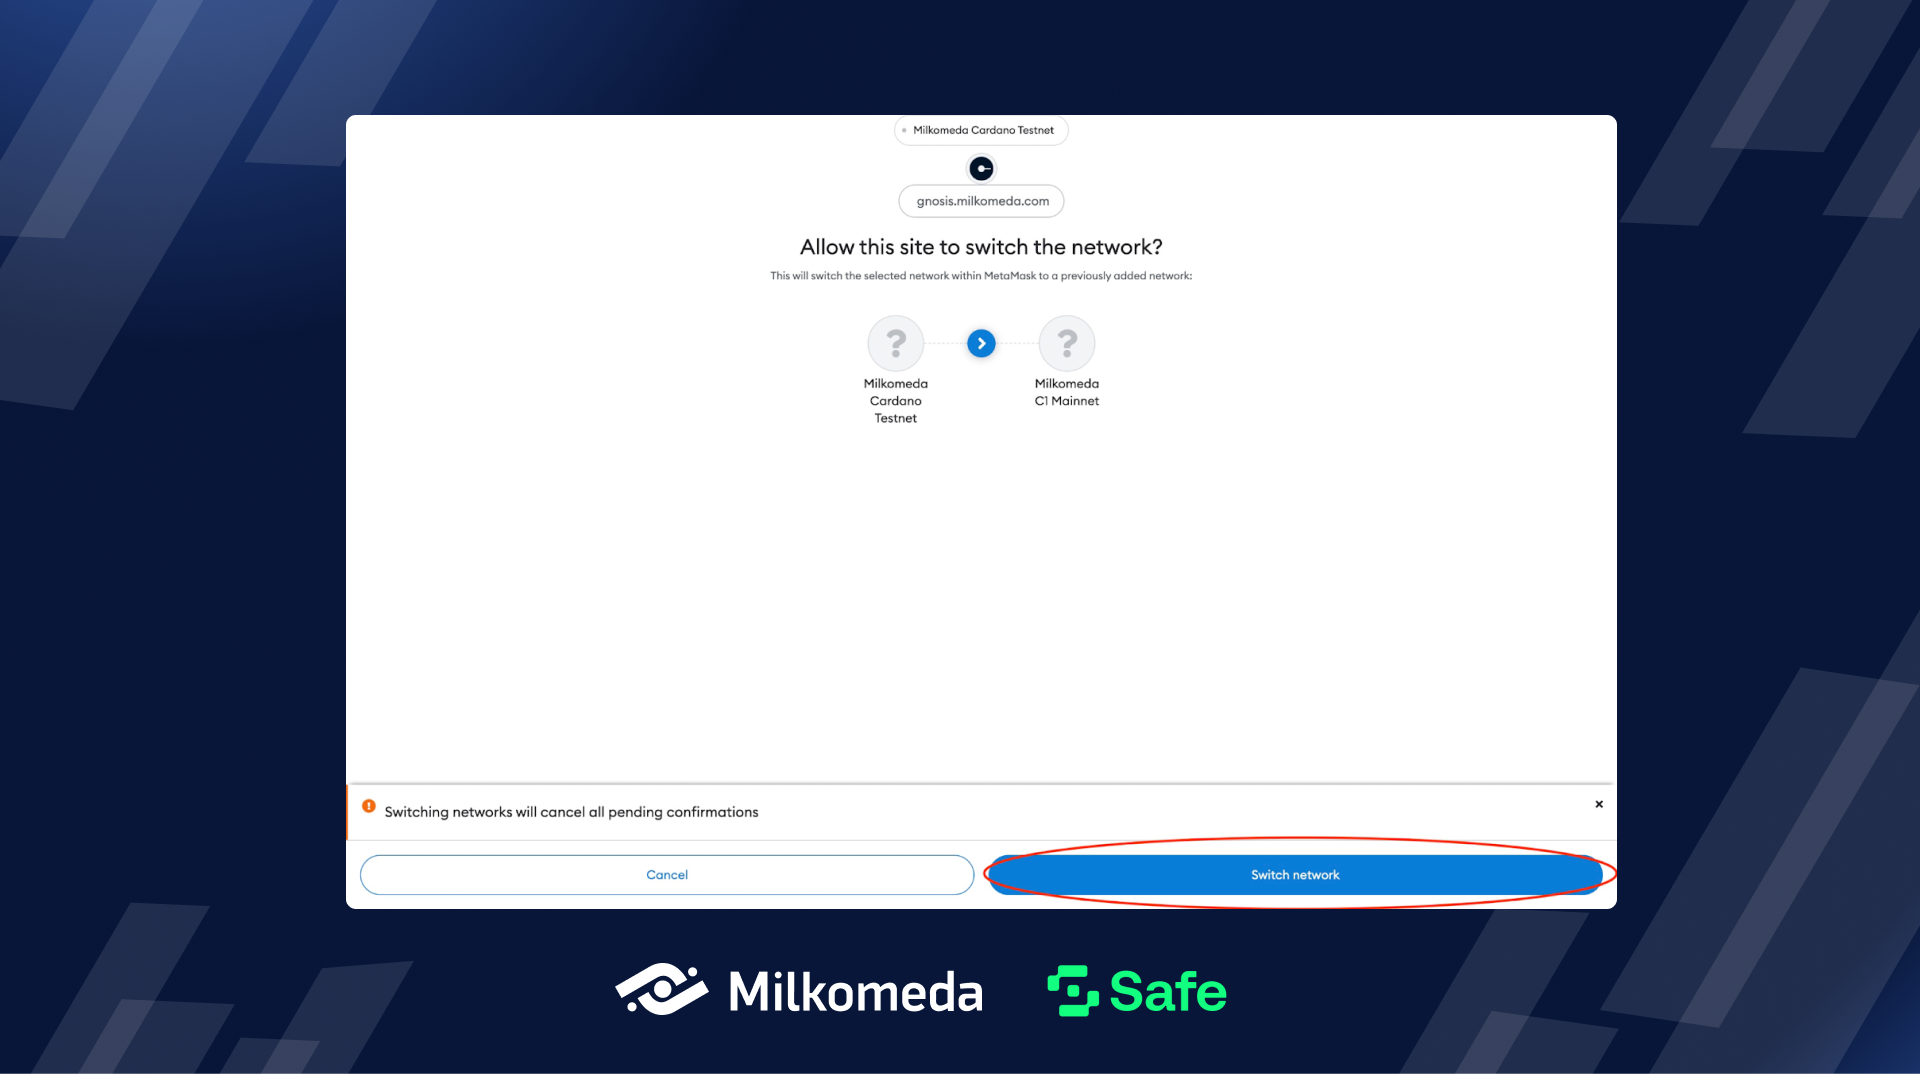 Milkomeda Cardano Testnet
gnosis.milkomeda.com
Allow this site to switch the network?
This will switch the selected network within MetaMask to a previously added network:
Milkomeda
Cardano
Testnet
Milkomeda
C1 Mainnet
Switching networks will cancel all pending confirmations
Cancel
Switch network
Milkomeda
Safe